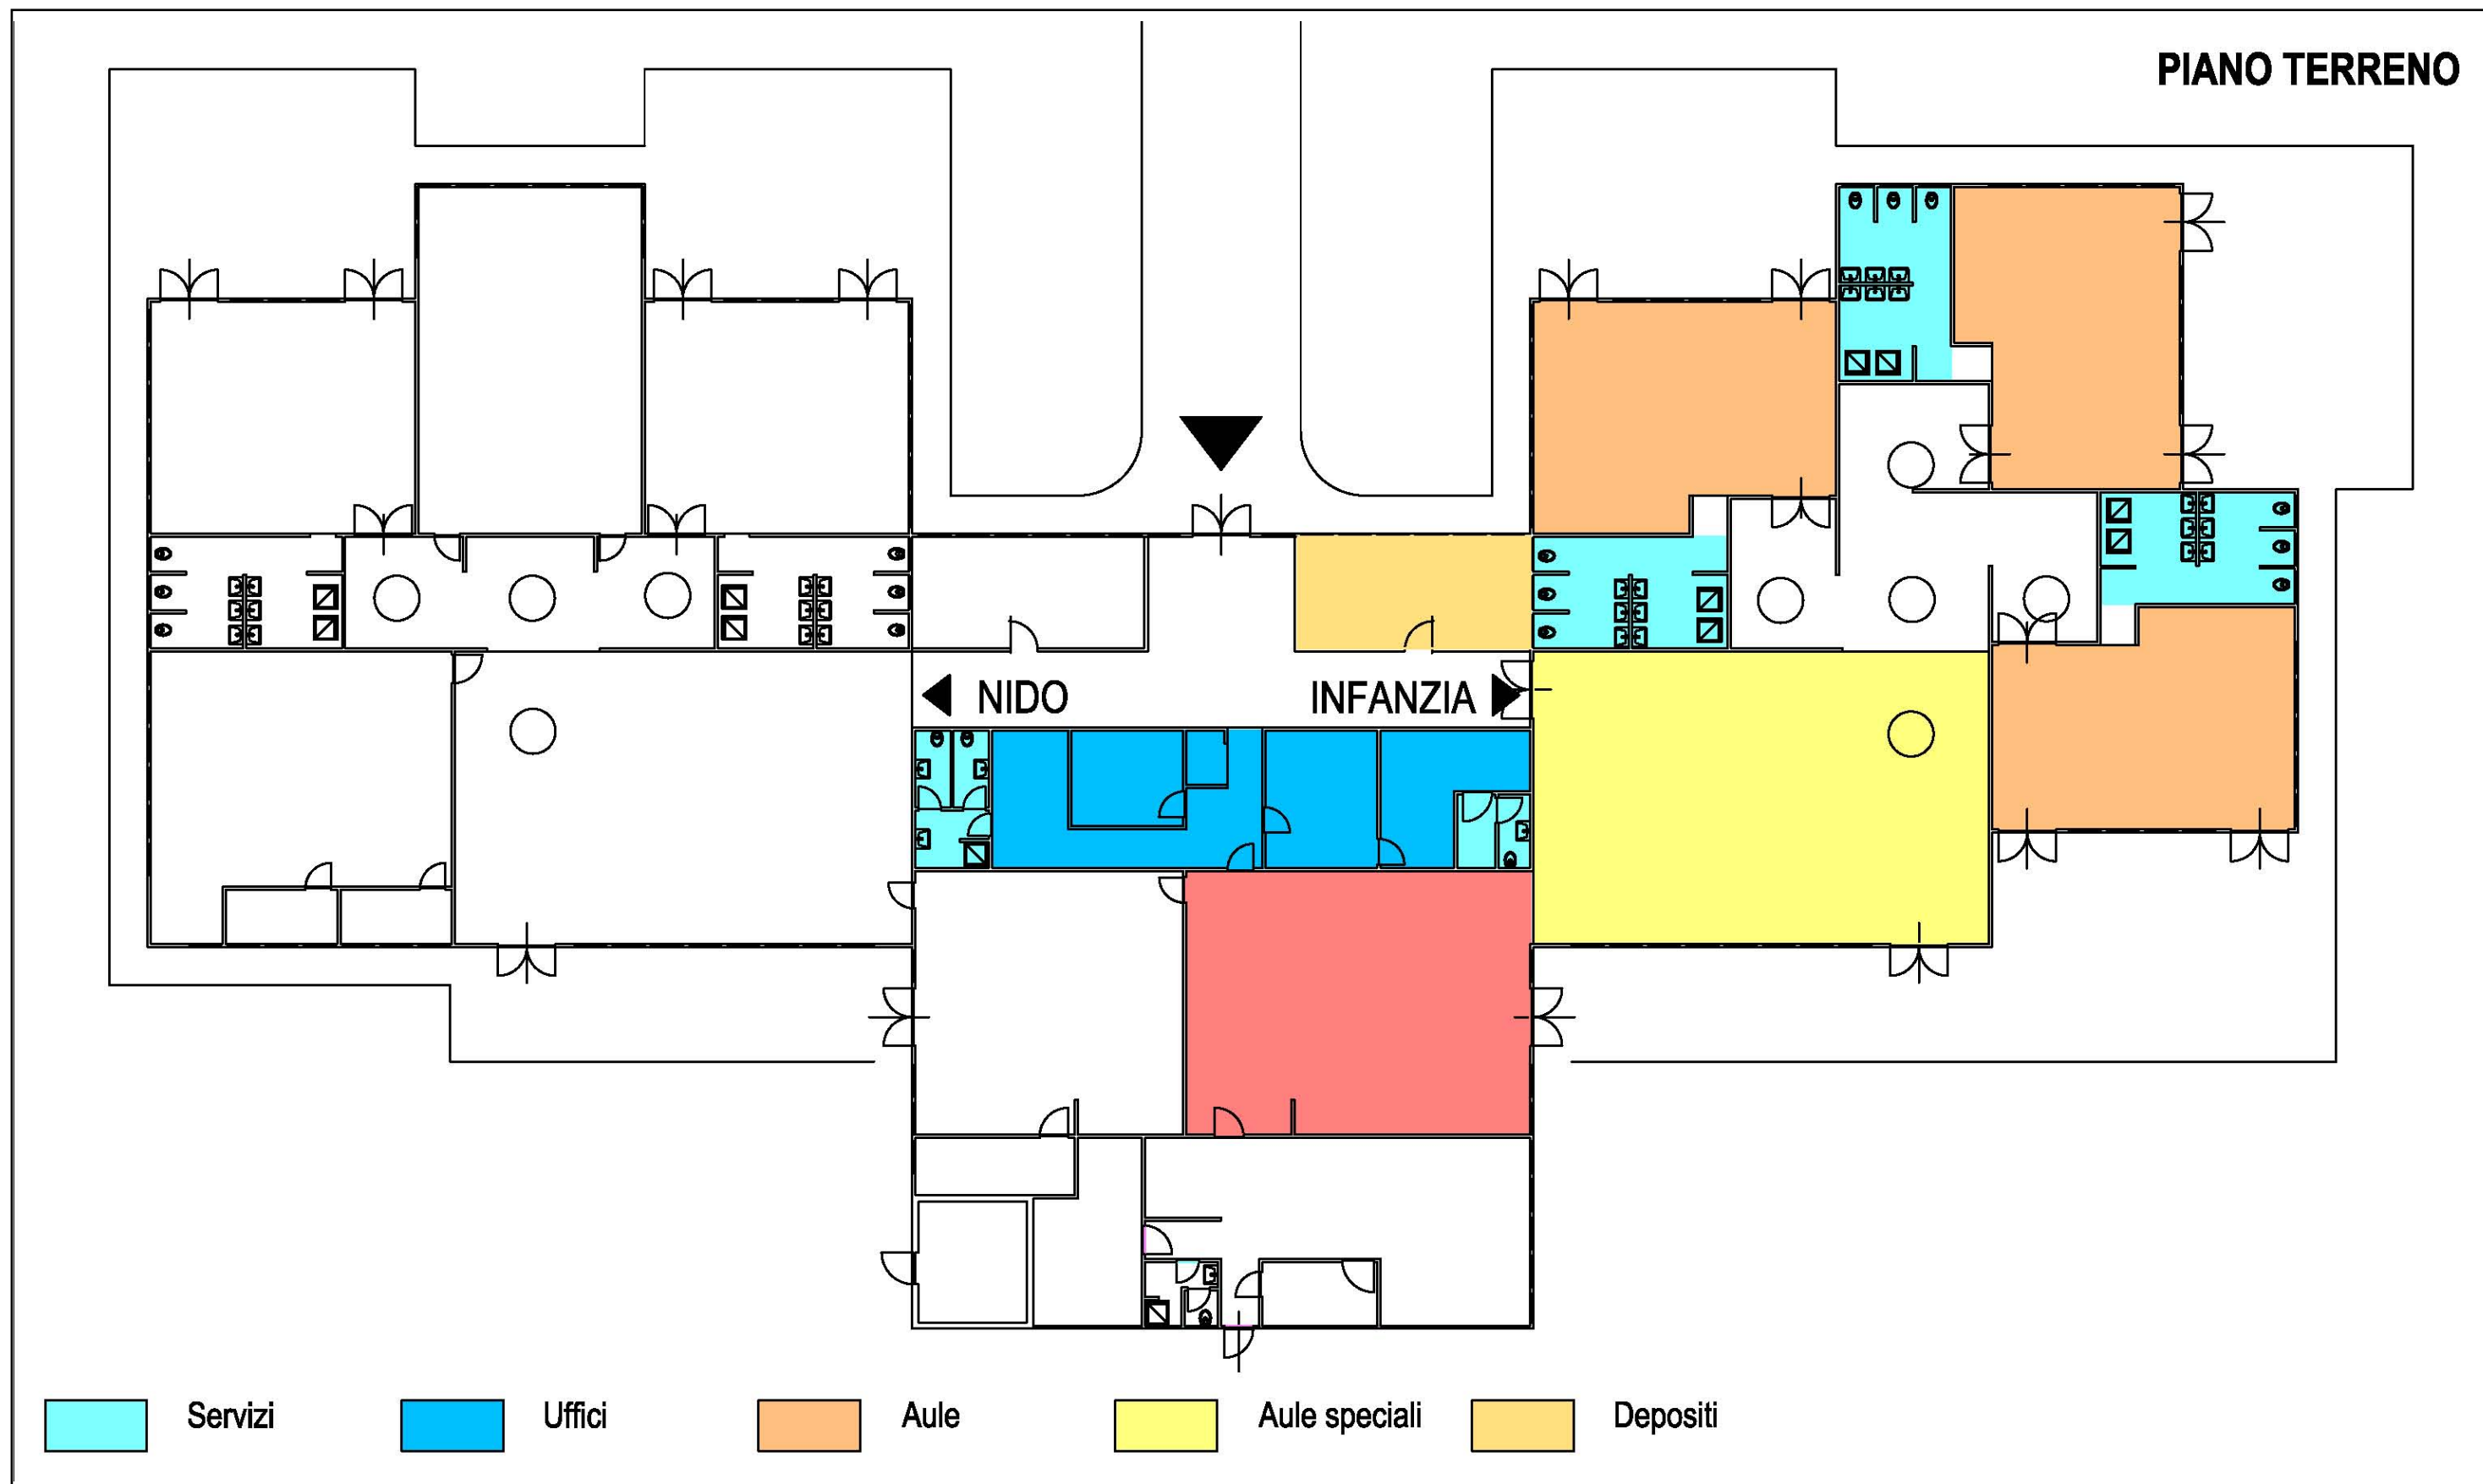 PIANO TERRENO
NIDO
INFANZIA
Servizi
Uffici
Aule
Aule speciali
Depositi